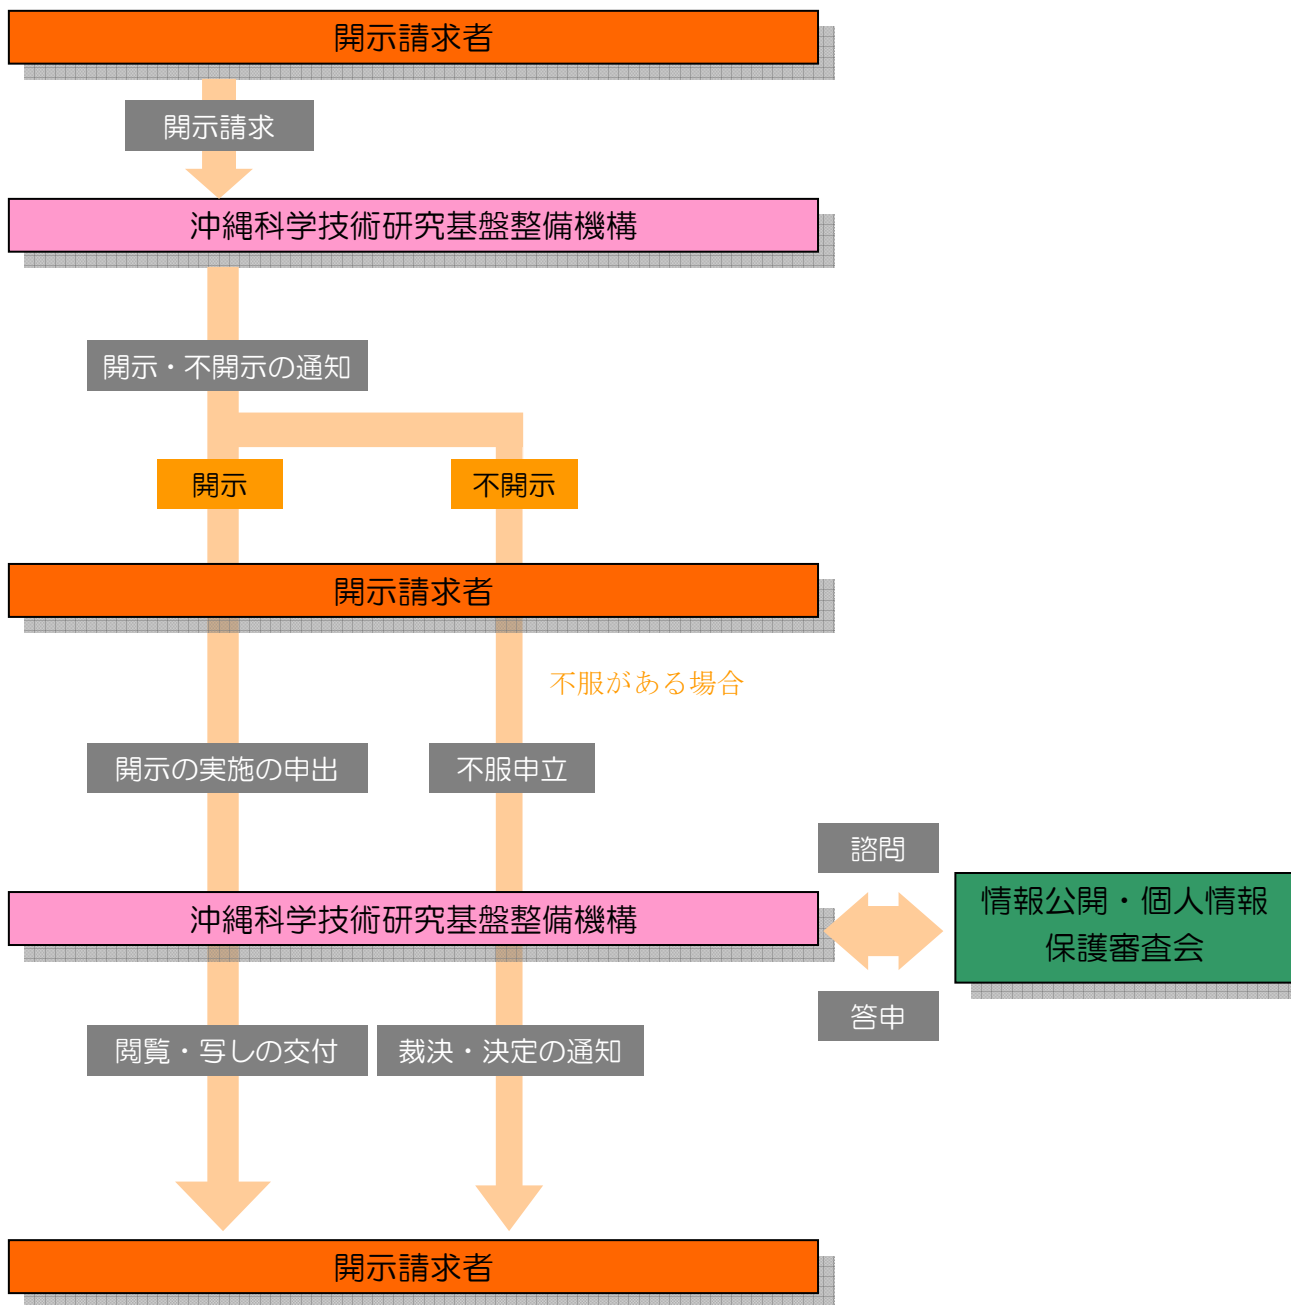 開示請求者
開示請求
沖縄科学技術研究基盤整備機構
開示・不開示の通知
開示
不開示
開示請求者
不服がある場合
開示の実施の申出
不服申立
諮問
沖縄科学技術研究基盤整備機構
情報公開・個人情報
保護審査会
答申
閲覧・写しの交付
裁決・決定の通知
開示請求者